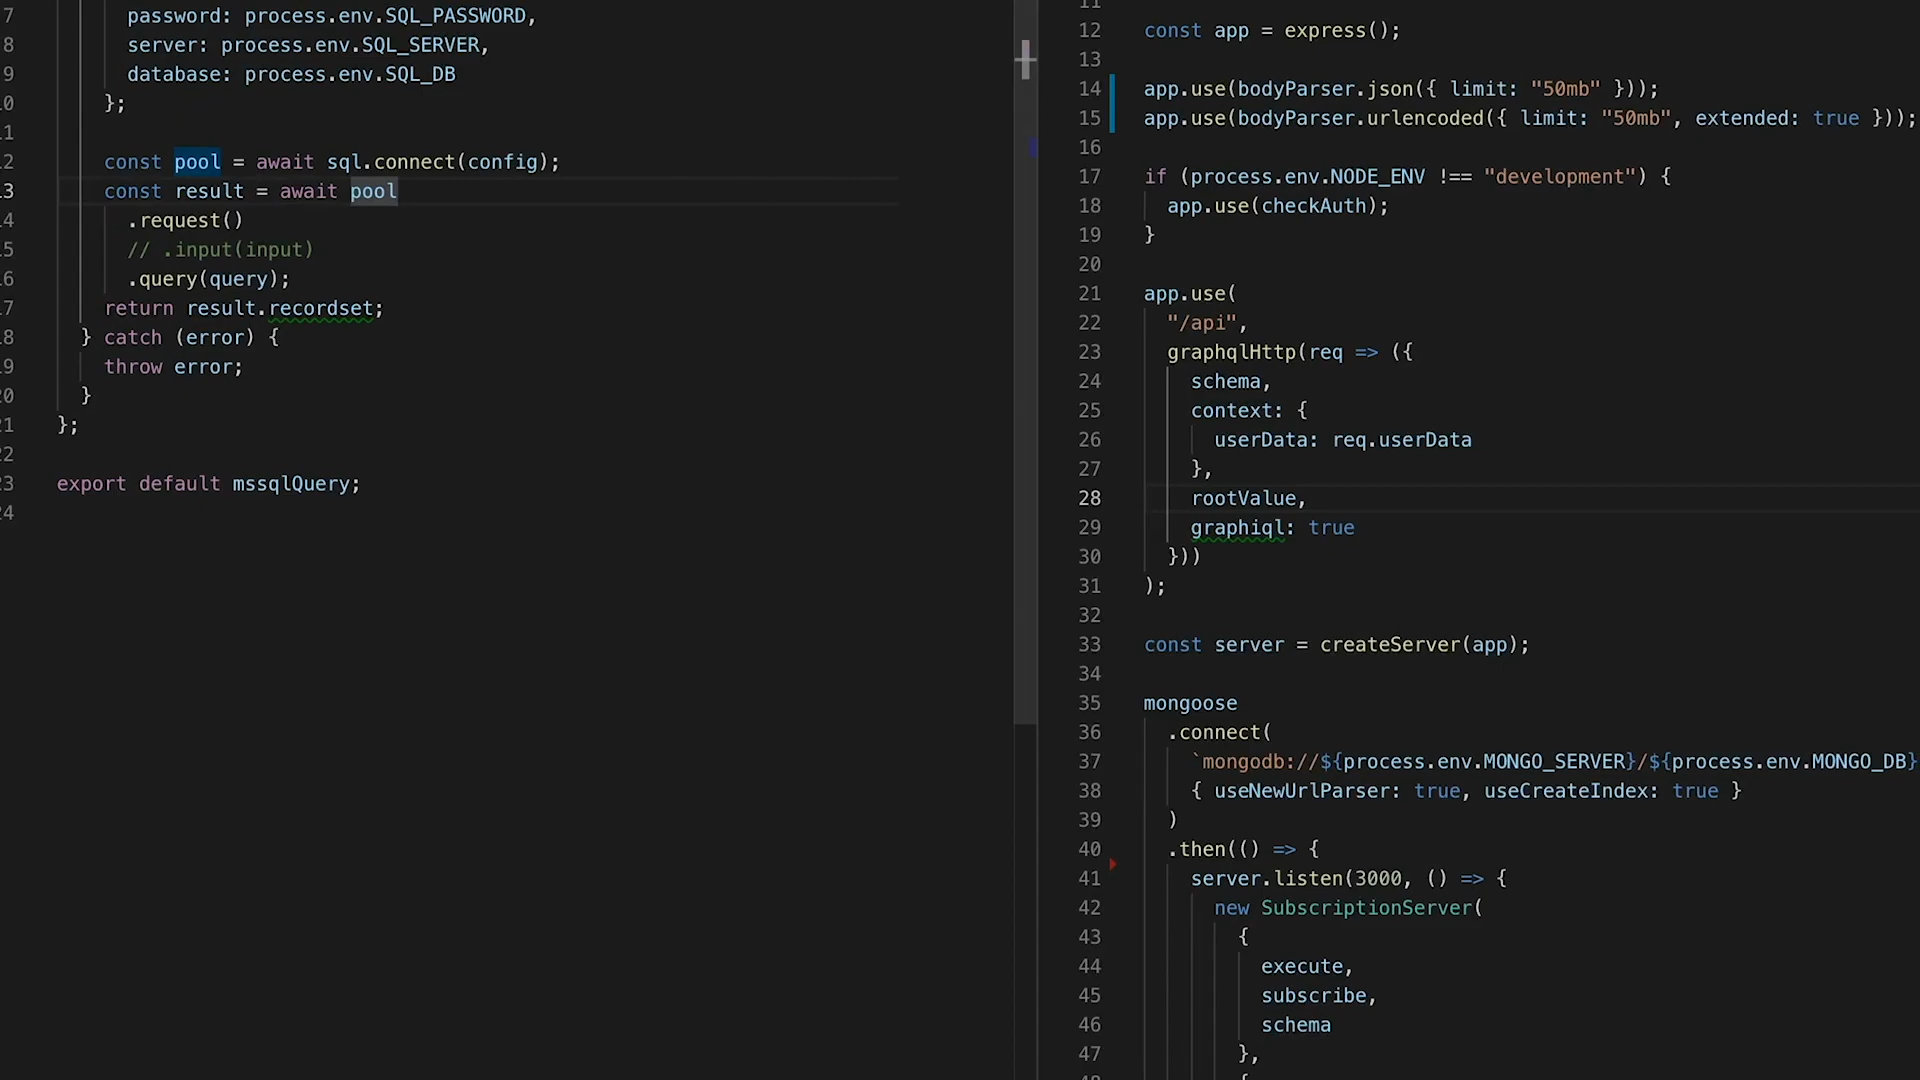 7 password: process.env.SQL_PASSWORD,
8 server: process.env.SQL_SERVER,
9 database: process.env.SQL_DB
0 };
1
2 const pool = await sql.connect(config);
3 const result = await pool
4 .request()
5 // .input(input)
6 .query(query);
7 return result.recordset;
8 } catch (error) {
9 throw error;
0 }
1 };
2
3 export default mssqlQuery;
4
11
12 const app = express();
13
14 app.use(bodyParser.json({ limit: "50mb" }));
15 app.use(bodyParser.urlencoded({ limit: "50mb", extended: true }));
16
17 if (process.env.NODE_ENV !== "development") {
18 app.use(checkAuth);
19 }
20
21 app.use(
22 "/api",
23 graphqlHttp(req => ({
24 schema,
25 context: {
26 userData: req.userData
27 },
28 rootValue,
29 graphiql: true
30 }))
31 );
32
33 const server = createServer(app);
34
35 mongoose
36 .connect(
37 `mongodb://${process.env.MONGO_SERVER}/${process.env.MONGO_DB}
38 { useNewUrlParser: true, useCreateIndex: true }
39 )
40 .then(() => {
41 server.listen(3000, () => {
42 new SubscriptionServer(
43 {
44 execute,
45 subscribe,
46 schema
47 },